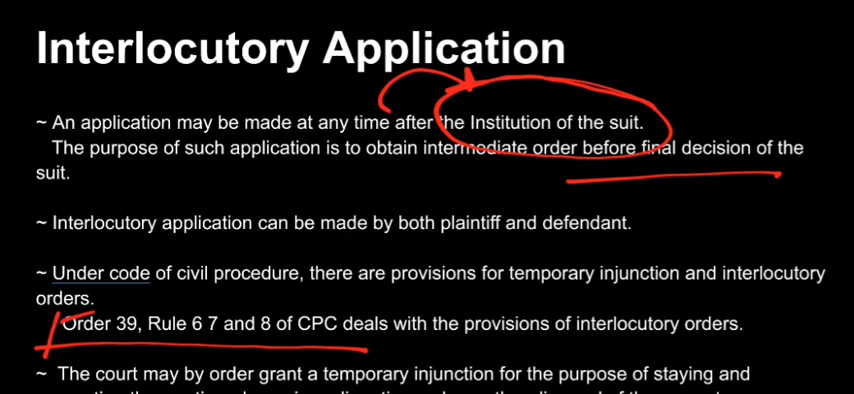 Interlocutory Application
~ An application may be made at any time after the Institution of the suit.
The purpose of such application is to obtain intermediate order before final decision of the
suit.
~ Interlocutory application can be made by both plaintiff and defendant.
~ Under code of civil procedure, there are provisions for temporary injunction and interlocutory
orders.
Order 39, Rule 6 7 and 8 of CPC deals with the provisions of interlocutory orders.
~ The court may by order grant a temporary injunction for the purpose of staying and